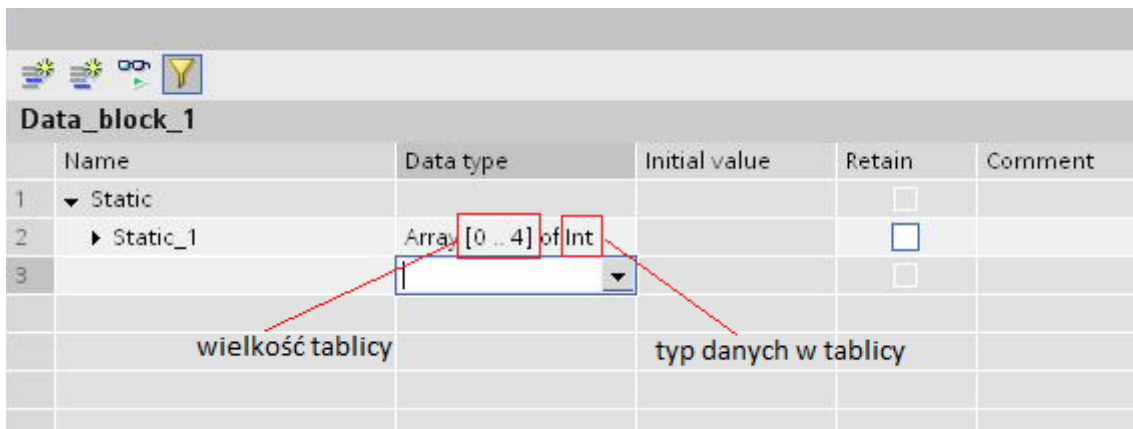 Data_block_1
Name Data type Initial value Retain Comment
1 Static
2 Static_1 Array [0 .. 4] of Int
3
wielkość tablicy typ danych w tablicy